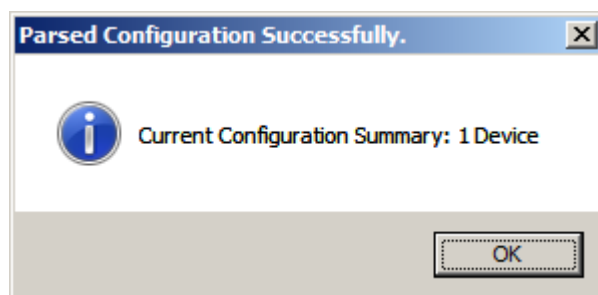 Parsed Configuration Successfully.
Current Configuration Summary: 1 Device
OK